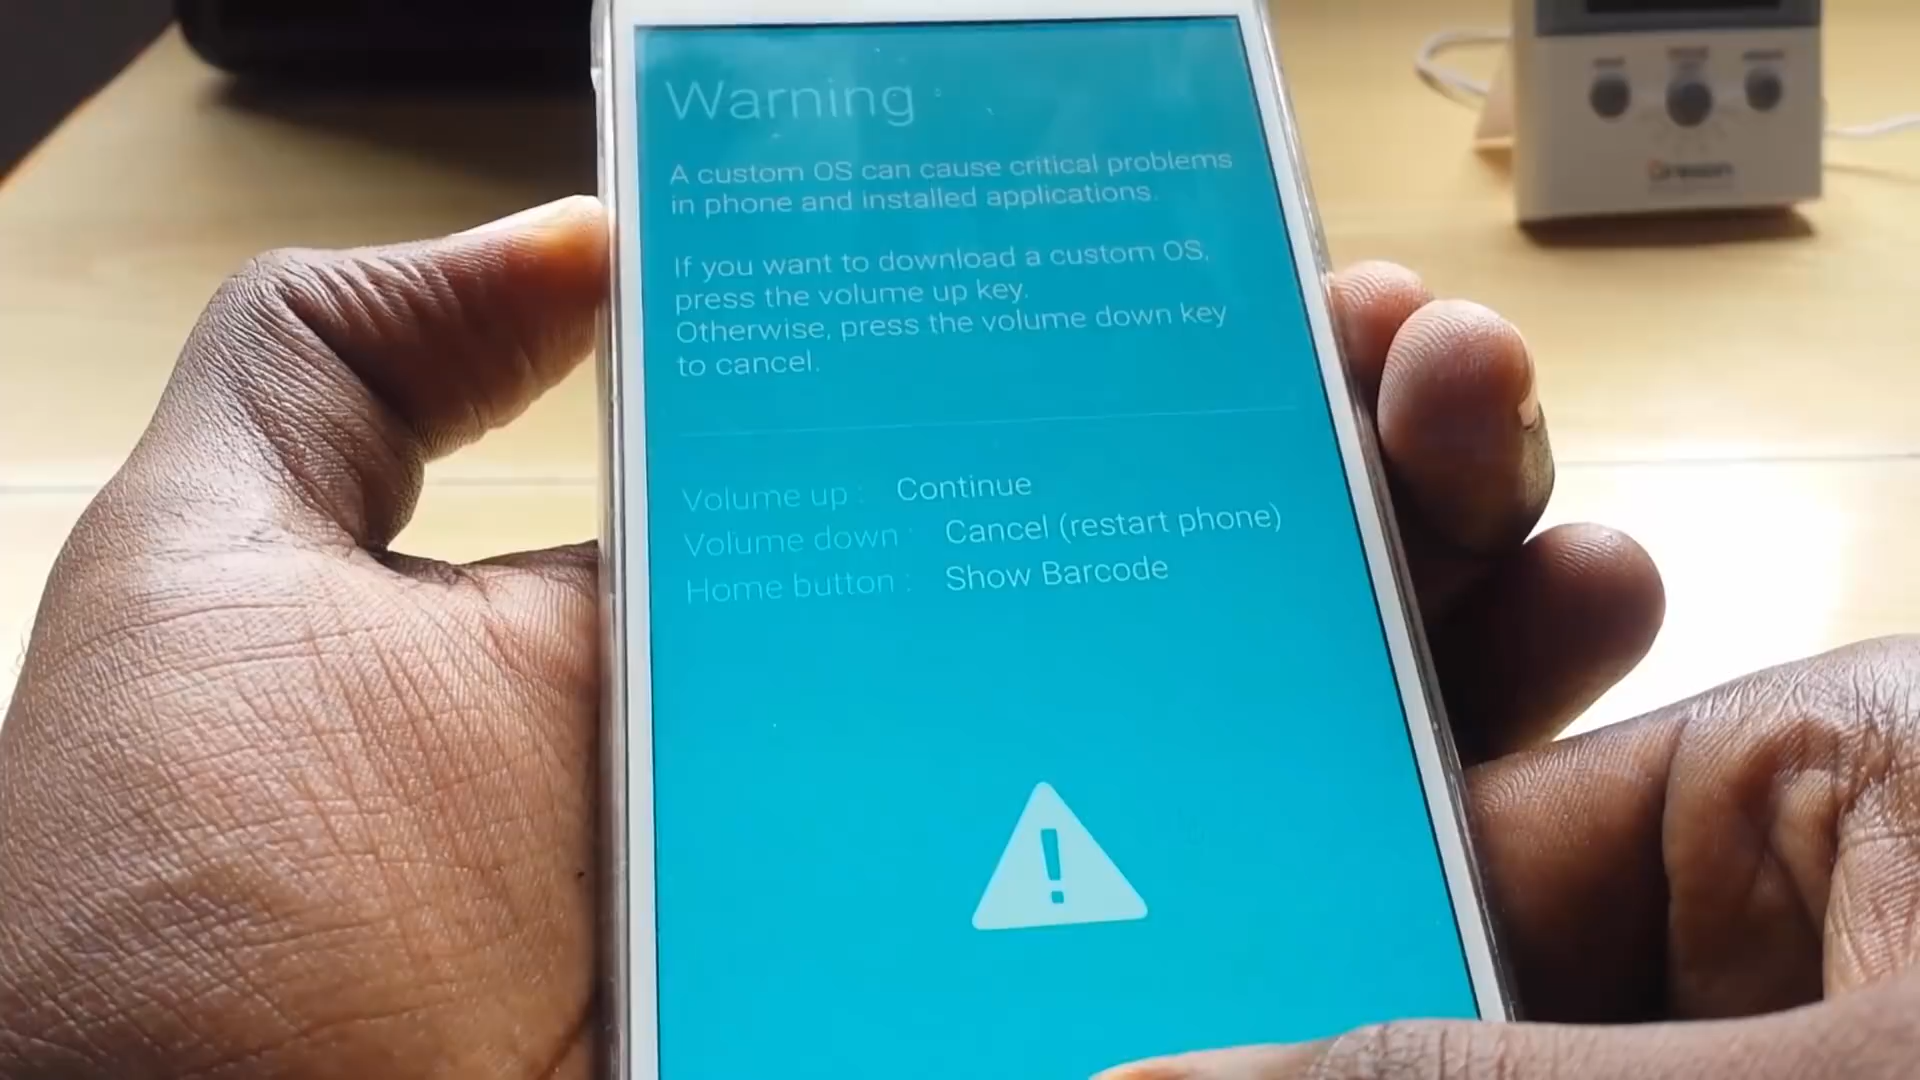 Warning
A custom OS can cause critical problems
in phone and installed applications.
If you want to download a custom OS,
press the volume up key.
Otherwise, press the volume down key
to cancel.
Volume up : Continue
Volume down : Cancel (restart phone)
Home button : Show Barcode